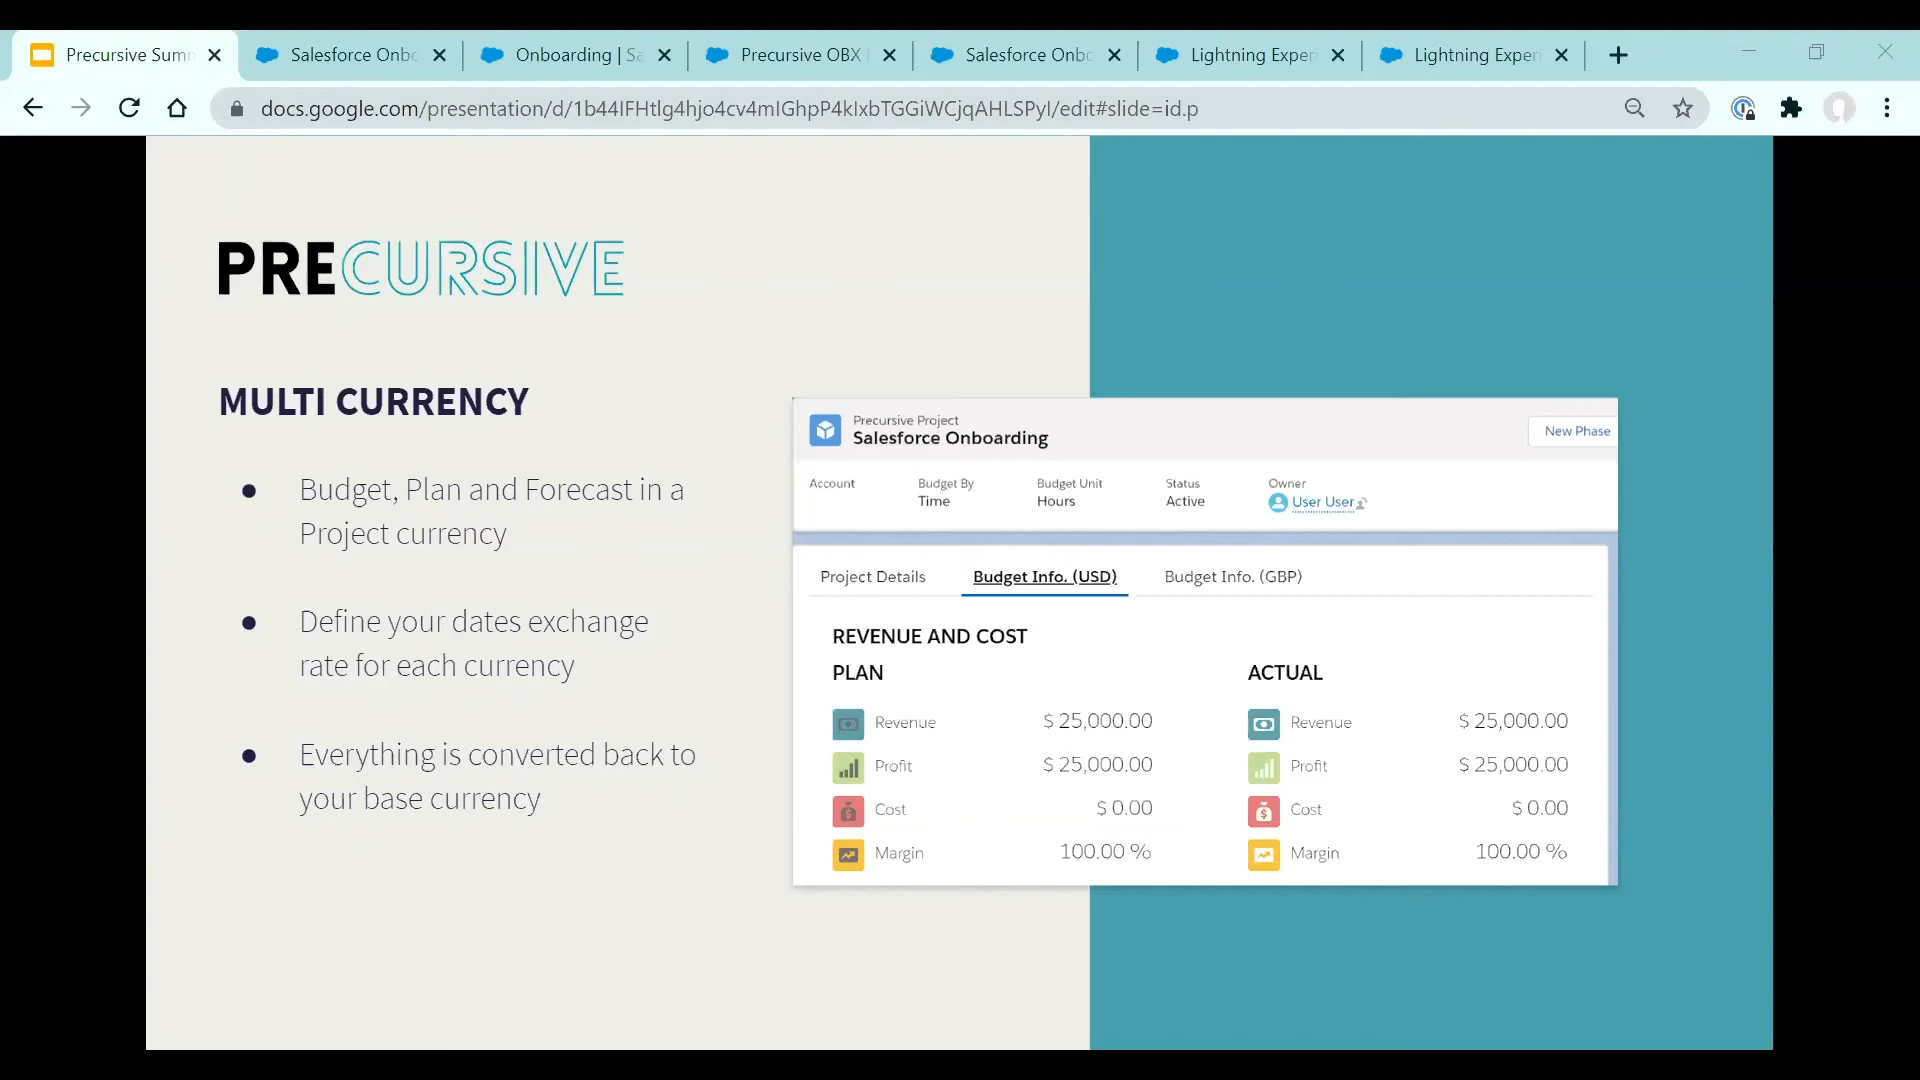 Precursive Sum
Salesforce Onbo
Onboarding | Sa
Precursive OBX
Salesforce Onbo
Lightning Exper
Lightning Exper
docs.google.com/presentation/d/1b44IFHtlg4hjo4cv4mIGhpP4kIxbTGGiWCjqAHLSPyI/edit#slide=id.p
PRECURSIVE
MULTI CURRENCY
● Budget, Plan and Forecast in a
Project currency
● Define your dates exchange
rate for each currency
● Everything is converted back to
your base currency
Precursive Project
Salesforce Onboarding
New Phase
Account Budget By Budget Unit Status Owner
Time Hours Active User User
Project Details Budget Info. (USD) Budget Info. (GBP)
REVENUE AND COST
PLAN ACTUAL
Revenue $ 25,000.00 Revenue $ 25,000.00
Profit $ 25,000.00 Profit $ 25,000.00
Cost $ 0.00 Cost $ 0.00
Margin 100.00 % Margin 100.00 %